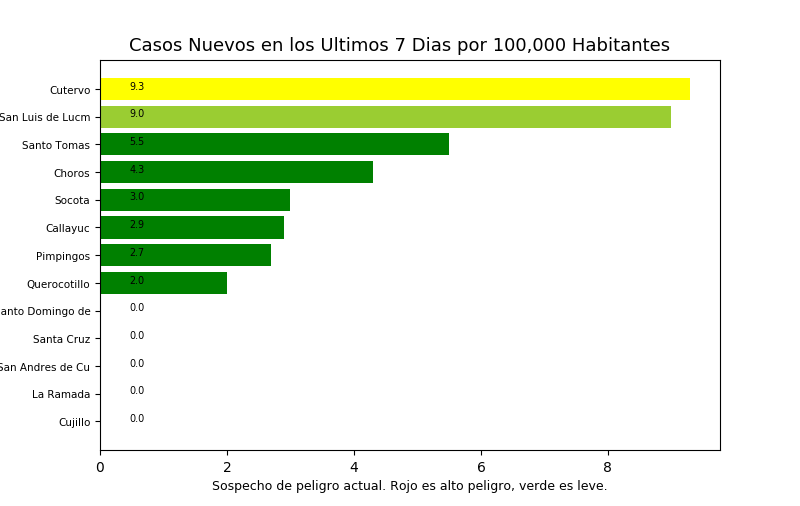 Casos Nuevos en los Ultimos 7 Dias por 100,000 Habitantes
Cutervo 9.3
San Luis de Lucm 9.0
Santo Tomas 5.5
Choros 4.3
Socota 3.0
Callayuc 2.9
Pimpingos 2.7
Querocotillo 2.0
anto Domingo de 0.0
Santa Cruz 0.0
San Andres de Cu 0.0
La Ramada 0.0
Cujillo 0.0
0 2 4 6 8
Sospecho de peligro actual. Rojo es alto peligro, verde es leve.